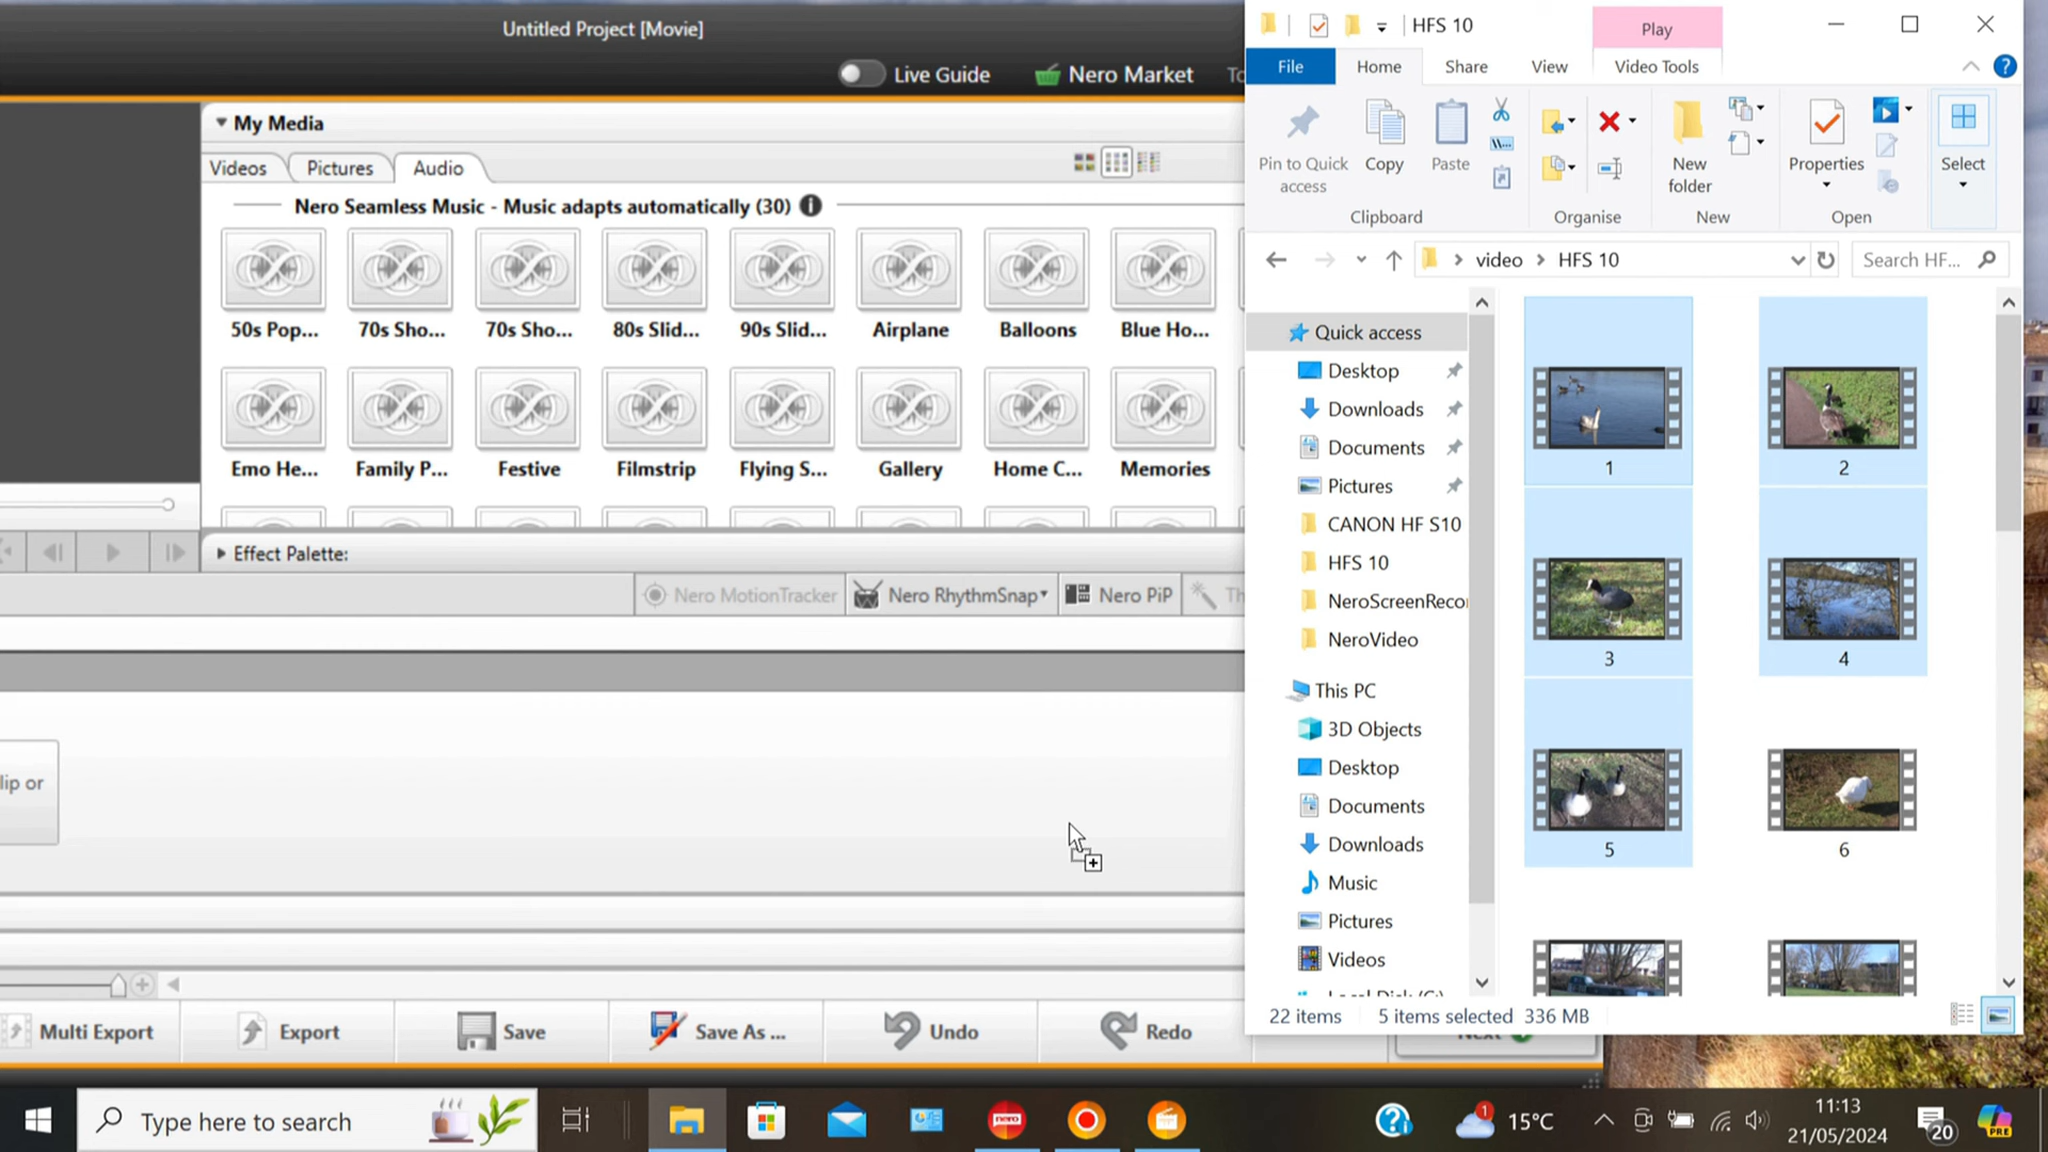 Untitled Project [Movie]
Live Guide
Nero Market
My Media
Videos
Pictures
Audio
Nero Seamless Music - Music adapts automatically (30)
50s Pop...
70s Sho...
70s Sho...
80s Slid...
90s Slid...
Airplane
Balloons
Blue Ho...
Emo He...
Family P...
Festive
Filmstrip
Flying S...
Gallery
Home C...
Memories
Effect Palette:
Nero MotionTracker
Nero RhythmSnap
Nero PiP
Th
lip or
Multi Export
Export
Save
Save As ...
Undo
Redo
Next
HFS 10
Play
File
Home
Share
View
Video Tools
Pin to Quick
access
Copy
Paste
New
folder
Properties
Select
Clipboard
Organise
New
Open
video > HFS 10
Search HF...
Quick access
Desktop
Downloads
Documents
Pictures
CANON HF S10
HFS 10
NeroScreenRecor
NeroVideo
This PC
3D Objects
Desktop
Documents
Downloads
Music
Pictures
Videos
1
2
3
4
5
6
22 items
5 items selected 336 MB
Type here to search
nero
1
15°C
11:13
21/05/2024
20
PRE